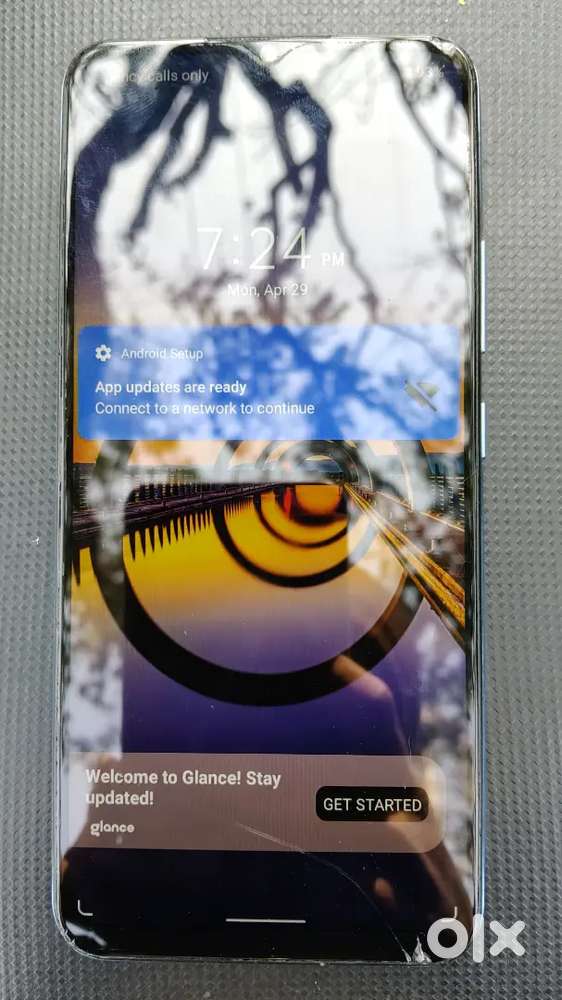 calls only
7:24 PM
Mon, Apr 29
Android Setup
App updates are ready
Connect to a network to continue
Welcome to Glance! Stay
updated!
GET STARTED
glance
olx